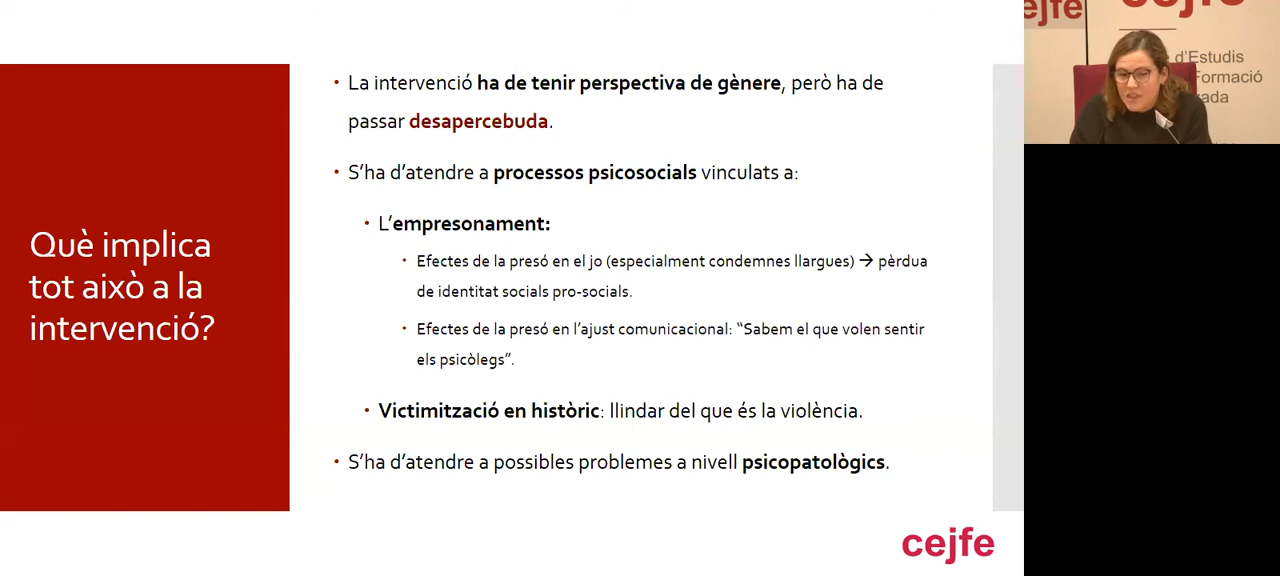 Què implica
tot això a la
intervenció?
• La intervenció ha de tenir perspectiva de gènere, però ha de
passar desapercebuda.
• S’ha d’atendre a processos psicosocials vinculats a:
• L’empresonament:
• Efectes de la presó en el jo (especialment condemnes llargues) → pèrdua
de identitat socials pro-socials.
• Efectes de la presó en l’ajust comunicacional: “Sabem el que volen sentir
els psicòlegs”.
• Victimització en històric: llindar del que és la violència.
• S’ha d’atendre a possibles problemes a nivell psicopatològics.
cejfe
cejfe
cejfe
d'Estudis
Formació